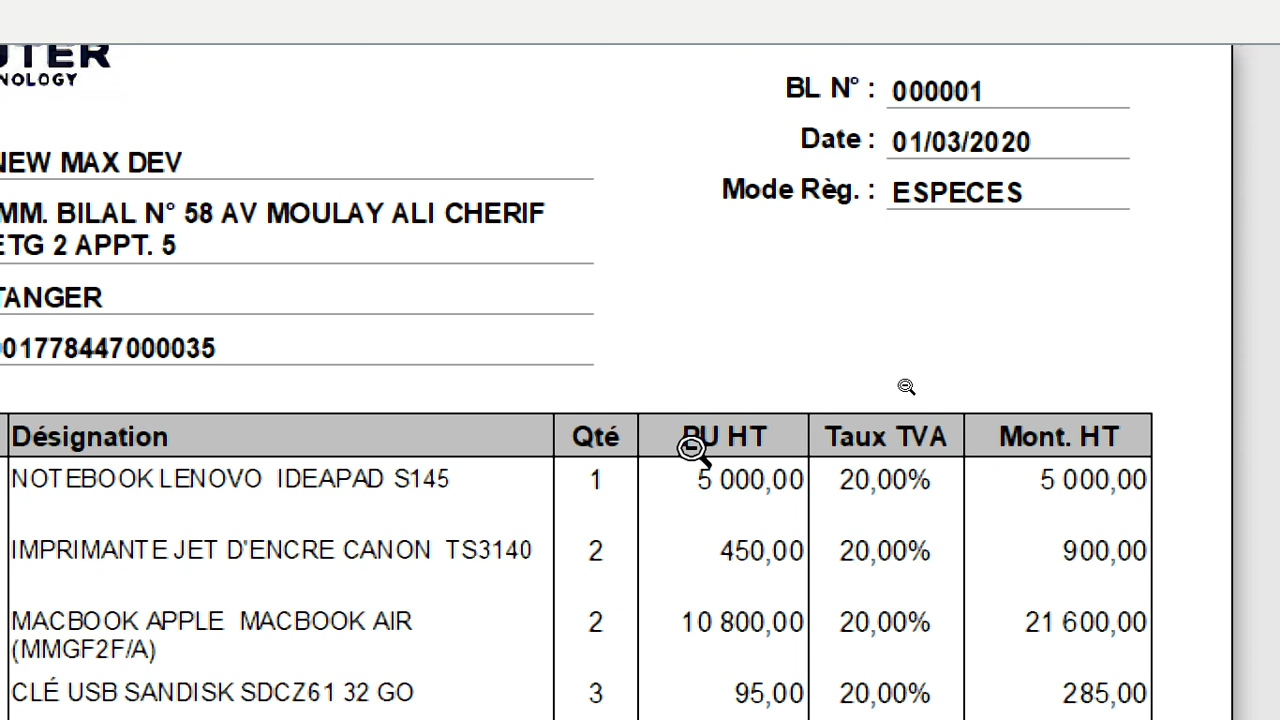 UTER
NOLOGY
BL N° : 000001
Date : 01/03/2020
Mode Règ. : ESPECES
NEW MAX DEV
MM. BILAL N° 58 AV MOULAY ALI CHERIF
ETG 2 APPT. 5
TANGER
01778447000035
Désignation Qté PU HT Taux TVA Mont. HT
NOTEBOOK LENOVO IDEAPAD S145 1 5 000,00 20,00% 5 000,00
IMPRIMANTE JET D'ENCRE CANON TS3140 2 450,00 20,00% 900,00
MACBOOK APPLE MACBOOK AIR 2 10 800,00 20,00% 21 600,00
(MMGF2F/A)
CLÉ USB SANDISK SDCZ61 32 GO 3 95,00 20,00% 285,00